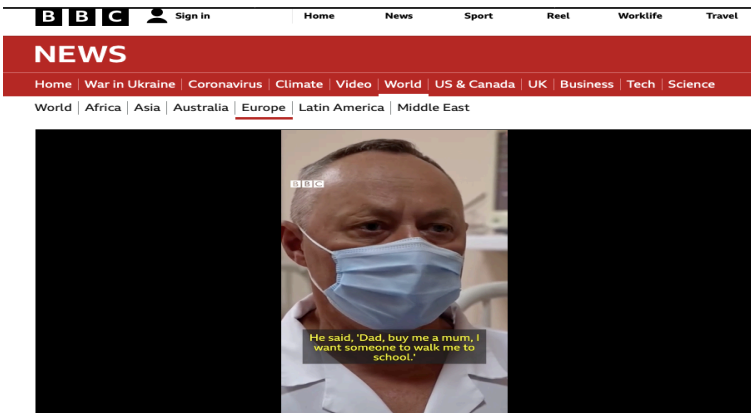 BBC Sign in Home News Sport Reel Worklife Travel
NEWS
Home War in Ukraine Coronavirus Climate Video World US & Canada UK Business Tech Science
World Africa Asia Australia Europe Latin America Middle East
BBC
He said, 'Dad, buy me a mum, I
want someone to walk me to
school.'